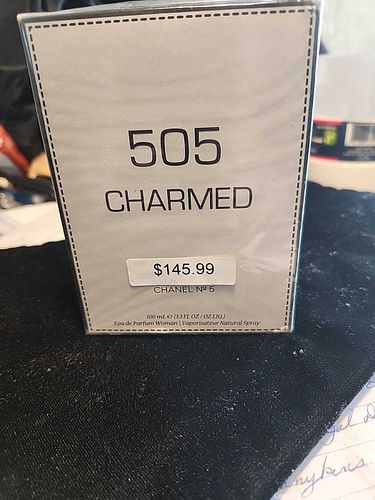 505
CHARMED
$145.99
CHANEL Nº 5
100 mL ℮ (3.3 FL OZ / OZ LIQ.)
Eau de Parfum Woman | Vaporisateur Natural Spray